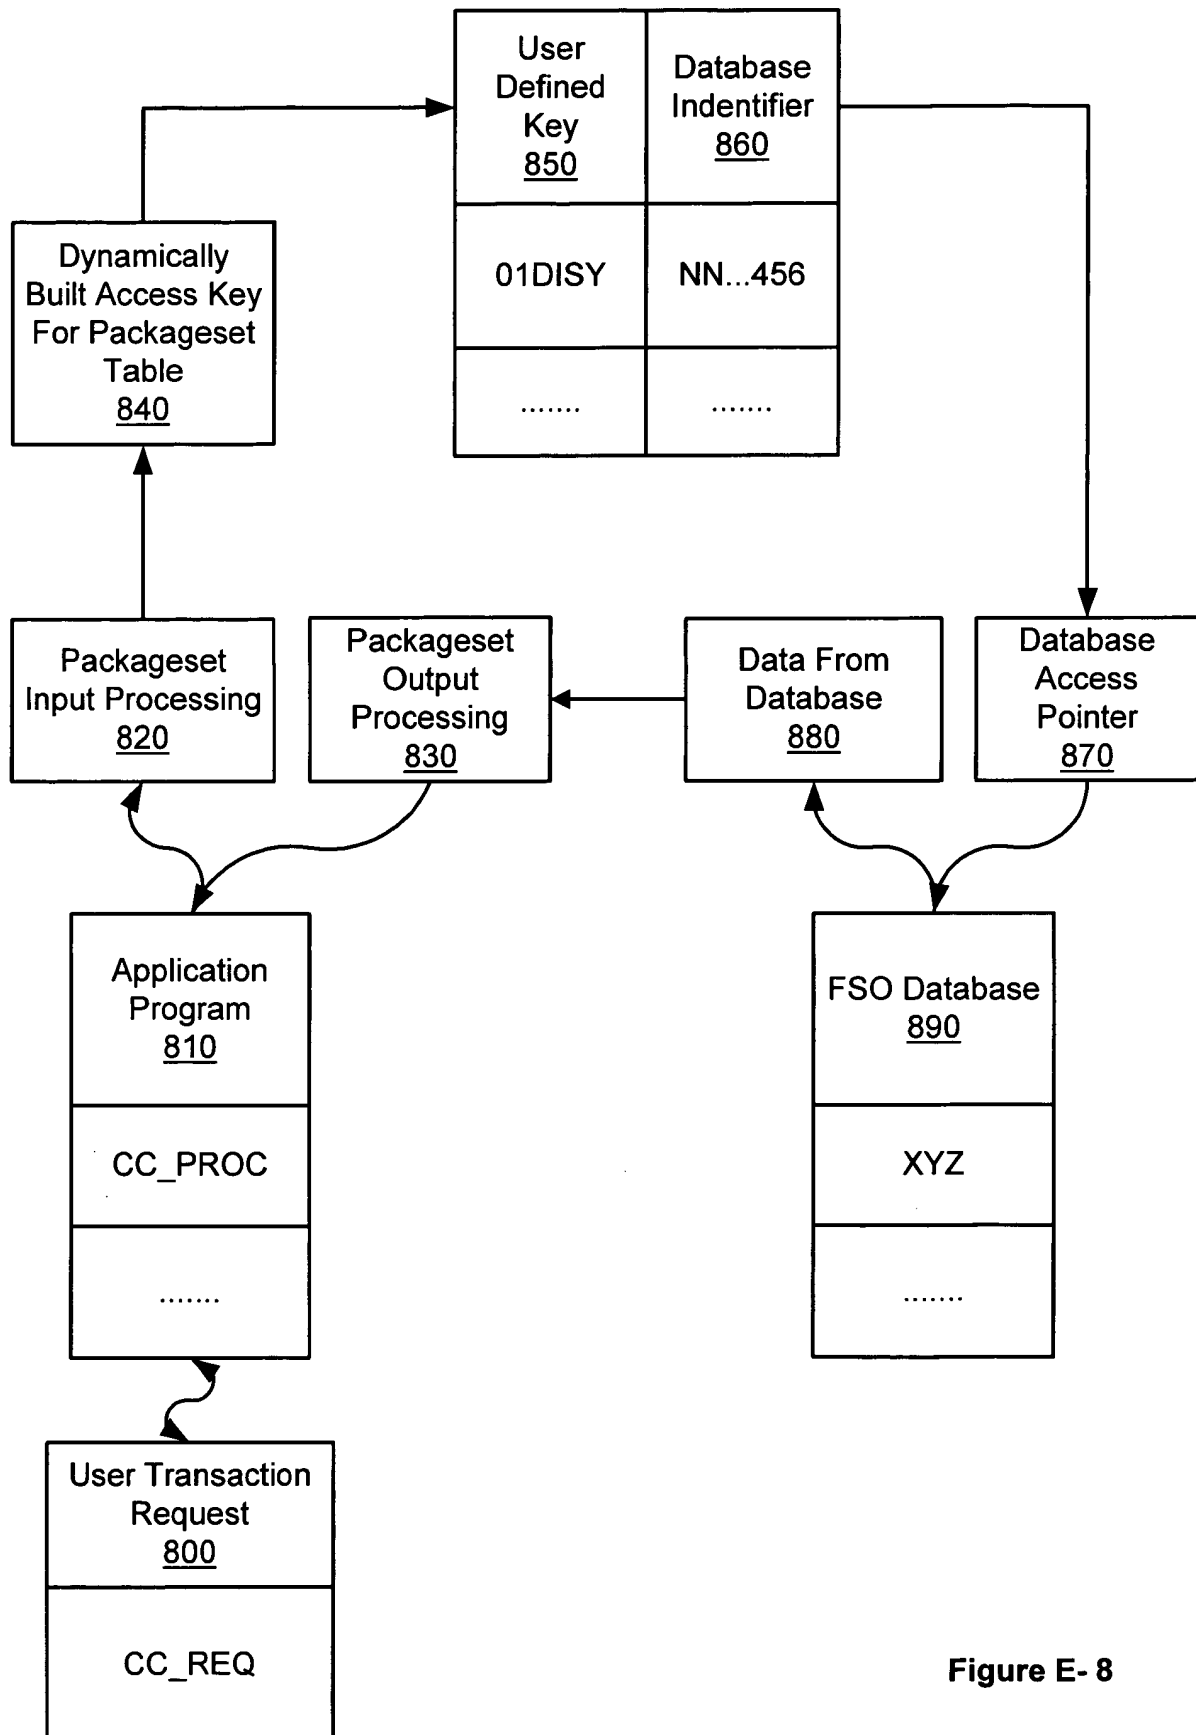 User
Defined
Key
850
Database
Indentifier
860
01DISY
NN...456
.......
.......
Dynamically
Built Access Key
For Packageset
Table
840
Packageset
Input Processing
820
Packageset
Output
Processing
830
Data From
Database
880
Database
Access
Pointer
870
Application
Program
810
CC_PROC
.......
FSO Database
890
XYZ
.......
User Transaction
Request
800
CC_REQ
Figure E- 8